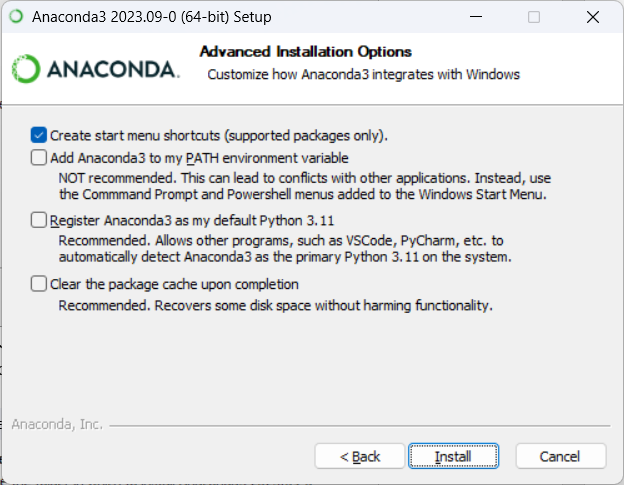 Anaconda3 2023.09-0 (64-bit) Setup
Advanced Installation Options
Customize how Anaconda3 integrates with Windows
ANACONDA.
Create start menu shortcuts (supported packages only).
Add Anaconda3 to my PATH environment variable
NOT recommended. This can lead to conflicts with other applications. Instead, use
the Commmand Prompt and Powershell menus added to the Windows Start Menu.
Register Anaconda3 as my default Python 3.11
Recommended. Allows other programs, such as VSCode, PyCharm, etc. to
automatically detect Anaconda3 as the primary Python 3.11 on the system.
Clear the package cache upon completion
Recommended. Recovers some disk space without harming functionality.
Anaconda, Inc.
< Back
Install
Cancel